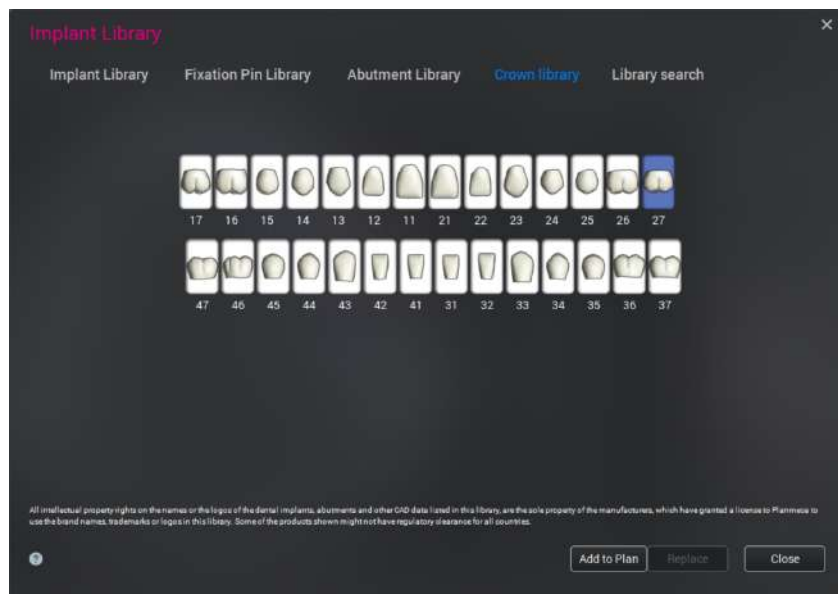 Implant Library
Implant Library Fixation Pin Library Abutment Library Crown library Library search
17 16 15 14 13 12 11 21 22 23 24 25 26 27
47 46 45 44 43 42 41 31 32 33 34 35 36 37
All intellectual property rights on the names or the logos of the dental implants, abutments and other CAD data listed in this library, are the sole property of the manufacturers, which have granted a license to Planmeca to
use the brand names, trademarks or logos in this library. Some of the products shown might not have regulatory clearance for all countries.
Add to Plan Replace Close